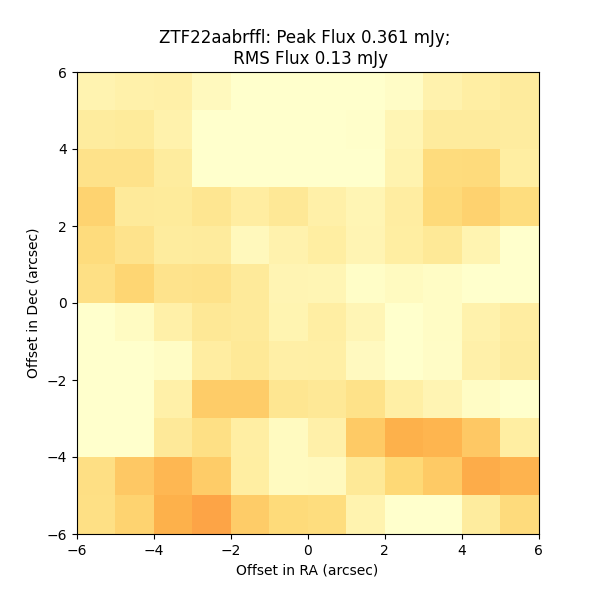 ZTF22aabrffl: Peak Flux 0.361 mJy;
RMS Flux 0.13 mJy
6
4
2
0
−2
−4
−6
Offset in Dec (arcsec)
−6 −4 −2 0 2 4 6
Offset in RA (arcsec)